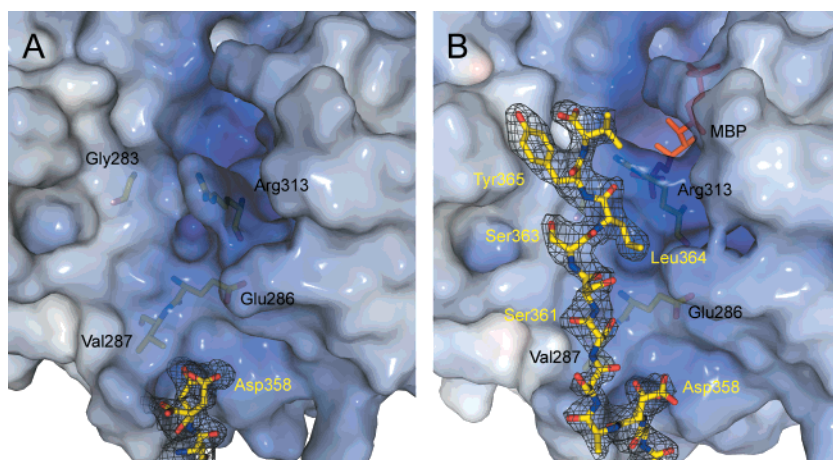 A
Gly283
Arg313
Glu286
Val287
Asp358
B
MBP
Tyr365
Arg313
Ser363
Leu364
Glu286
Ser361
Val287
Asp358